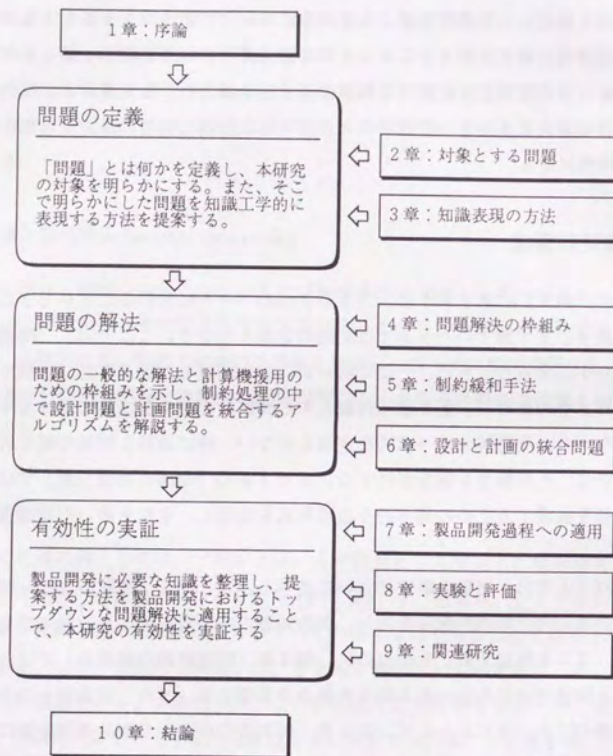 1章：序論
問題の定義
「問題」とは何かを定義し、本研究
の対象を明らかにする。また、そこ
で明らかにした問題を知識工学的に
表現する方法を提案する。
2章：対象とする問題
3章：知識表現の方法
問題の解法
問題の一般的な解法と計算機援用の
ための枠組みを示し、制約処理の中
で設計問題と計画問題を統合するア
ルゴリズムを解説する。
4章：問題解決の枠組み
5章：制約緩和手法
6章：設計と計画の統合問題
有効性の実証
製品開発に必要な知識を整理し、提
案する方法を製品開発におけるトッ
プダウンな問題解決に適用すること
で、本研究の有効性を実証する
7章：製品開発過程への適用
8章：実験と評価
9章：関連研究
10章：結論